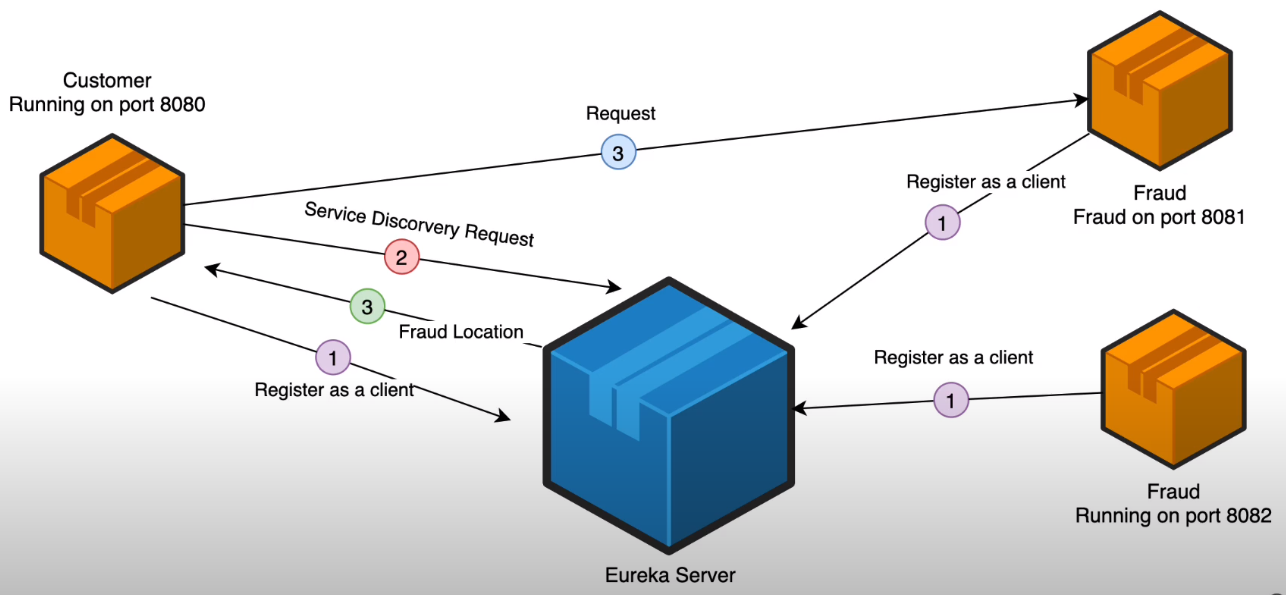 Customer
Running on port 8080
Request
3
Register as a client
1
Fraud
Fraud on port 8081
Service Discorvery Request
2
3
Fraud Location
1
Register as a client
Register as a client
1
Fraud
Running on port 8082
Eureka Server